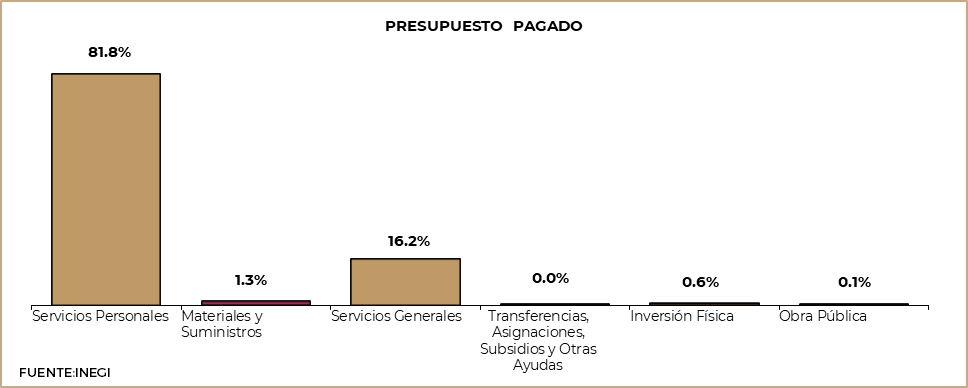 PRESUPUESTO PAGADO
81.8%
1.3%
16.2%
0.0%
0.6%
0.1%
Servicios Personales
Materiales y
Suministros
Servicios Generales
Transferencias,
Asignaciones,
Subsidios y Otras
Ayudas
Inversión Física
Obra Pública
FUENTE:INEGI